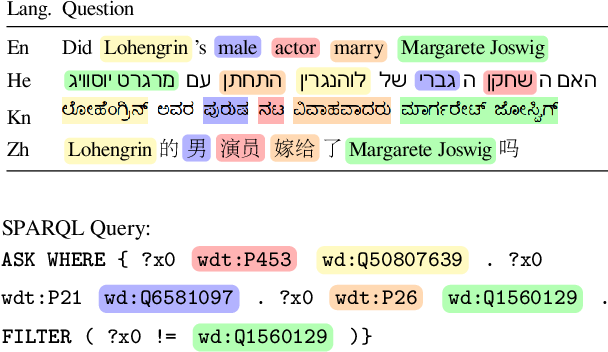 Lang. Question
En Did Lohengrin 's male actor marry Margarete Joswig
He האם ה שחקן ה גברי של לוהנגרין התחתן עם מרגרט יוסוויג
Kn ಲೋಹೆಂಗ್ರಿನ್ ಅವರ ಪುರುಷ ನಟ ವಿವಾಹವಾದರು ಮಾರ್ಗರೇಟ್ ಜೋಸ್ವಿಗ್
Zh Lohengrin 的 男 演员 嫁给 了 Margarete Joswig 吗
SPARQL Query:
ASK WHERE { ?x0 wdt:P453 wd:Q50807639 . ?x0
wdt:P21 wd:Q6581097 . ?x0 wdt:P26 wd:Q1560129 .
FILTER ( ?x0 != wd:Q1560129 )}